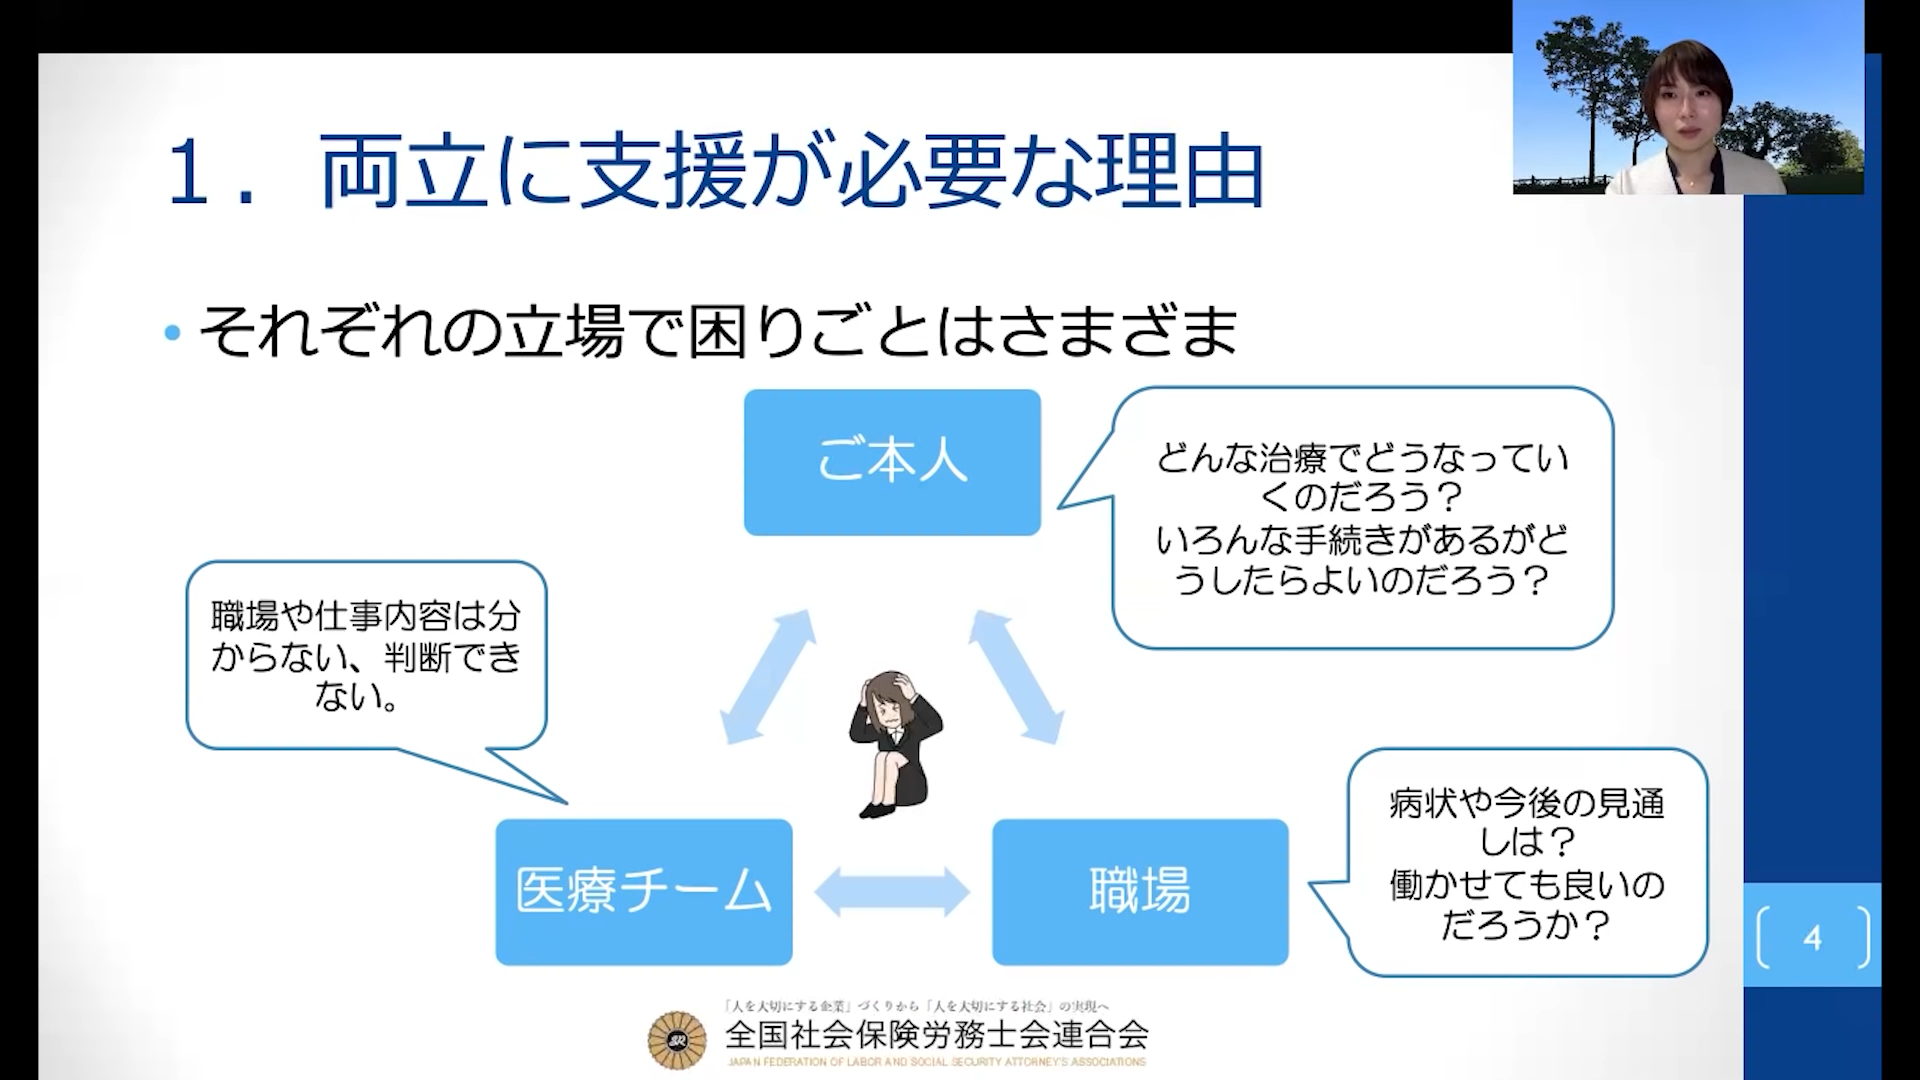 １．両立に支援が必要な理由
・それぞれの立場で困りごとはさまざま
ご本人
どんな治療でどうなってい
くのだろう？
いろんな手続きがあるがど
うしたらよいのだろう？
職場や仕事内容は分
からない、判断でき
ない。
医療チーム
職場
病状や今後の見通
しは？
働かせても良いの
だろうか？
4
「人を大切にする企業」づくりから「人を大切にする社会」の実現へ
SR
全国社会保険労務士会連合会
JAPAN FEDERATION OF LABOR AND SOCIAL SECURITY ATTORNEY'S ASSOCIATIONS